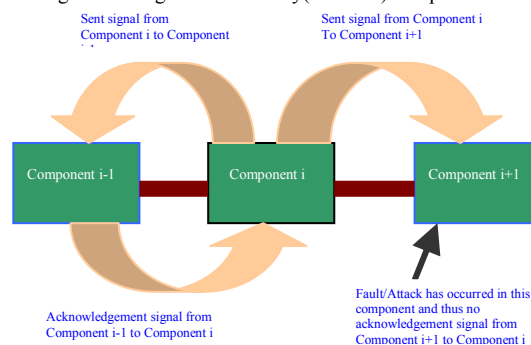 Sent signal from
Component i to Component
Sent signal from Component i
To Component i+1
Component i-1
Component i
Component i+1
Acknowledgement signal from
Component i-1 to Component i
Fault/Attack has occurred in this
component and thus no
acknowledgement signal from
Component i+1 to Component i